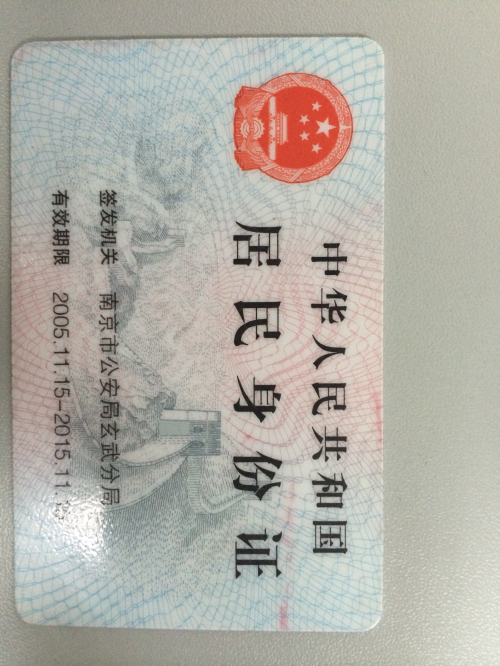 中华人民共和国
居民身份证
签发机关 南京市公安局玄武分局
有效期限 2005.11.15-2015.11.